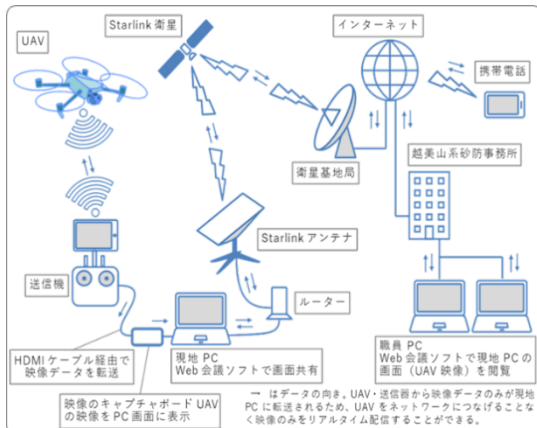 UAV
Starlink 衛星
インターネット
携帯電話
衛星基地局
越美山系砂防事務所
Starlink アンテナ
送信機
ルーター
HDMI ケーブル経由で
映像データを転送
現地 PC
Web 会議ソフトで画面共有
職員 PC
Web 会議ソフトで現地 PC の
画面（UAV 映像）を閲覧
映像のキャプチャボード UAV
の映像を PC 画面に表示
→ はデータの向き。UAV・送信器から映像データのみが現地
PC に転送されるため、UAV をネットワークにつなげることな
く映像のみをリアルタイム配信することができる。